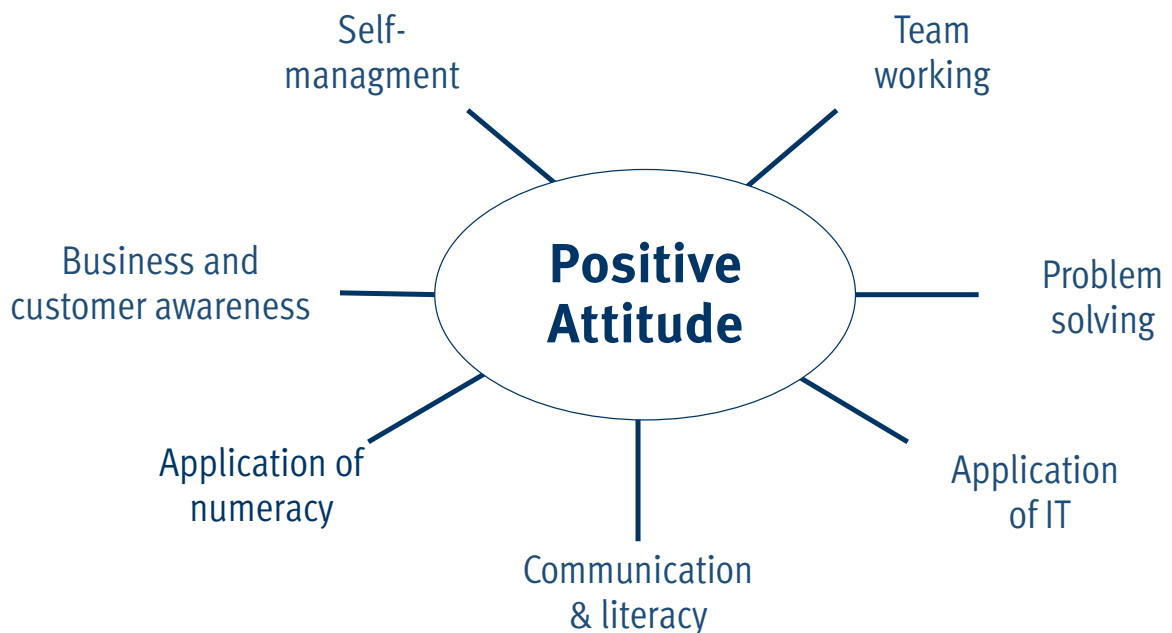 Self-
managment
Team
working
Business and
customer awareness
Positive
Attitude
Problem
solving
Application of
numeracy
Application
of IT
Communication
& literacy